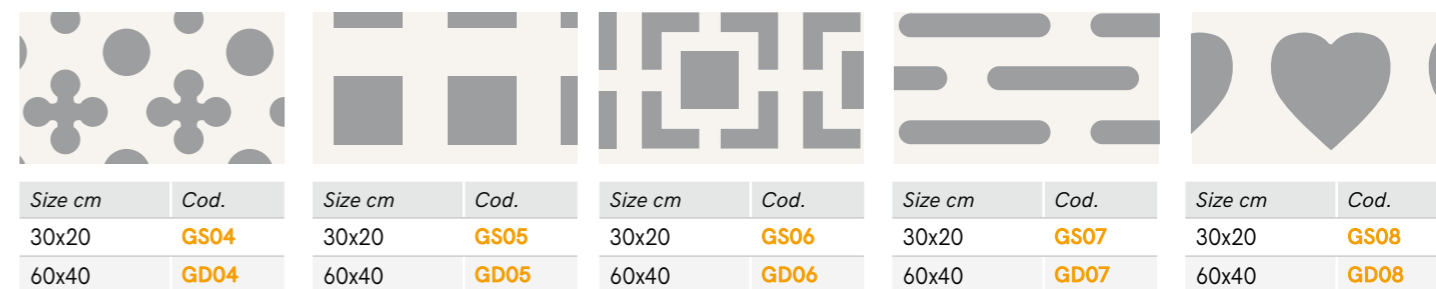 Size cm Cod.
30x20 GS04
60x40 GD04
Size cm Cod.
30x20 GS05
60x40 GD05
Size cm Cod.
30x20 GS06
60x40 GD06
Size cm Cod.
30x20 GS07
60x40 GD07
Size cm Cod.
30x20 GS08
60x40 GD08